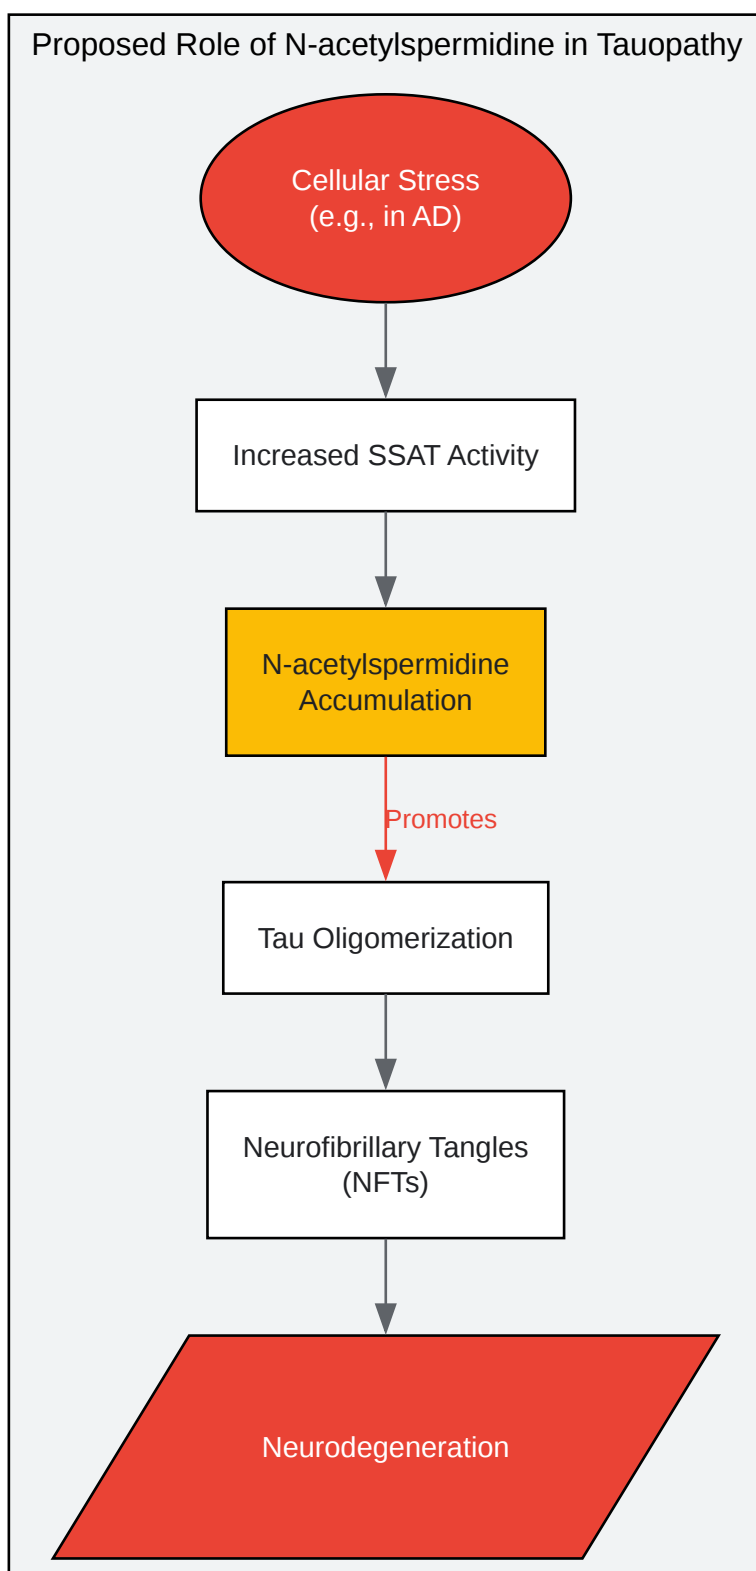 Proposed Role of N-acetylspermidine in Tauopathy
Cellular Stress
(e.g., in AD)
Increased SSAT Activity
N-acetylspermidine
Accumulation
Promotes
Tau Oligomerization
Neurofibrillary Tangles
(NFTs)
Neurodegeneration